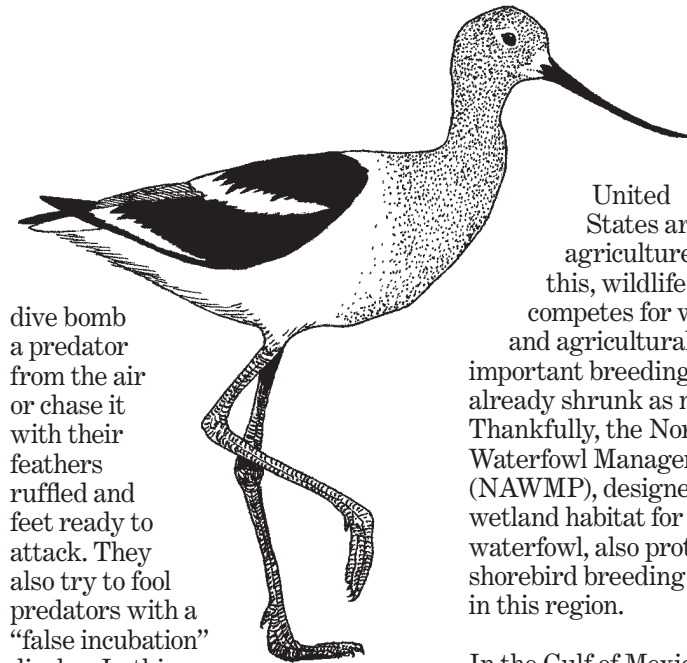 dive bomb
a predator
from the air
or chase it
with their
feathers
ruffled and
feet ready to
attack. They
also try to fool
predators with a
“false incubation”
United
States
agriculture
this, wildlife
competes for
and agricultural
important breeding
already shrunk as
Thankfully, the
Waterfowl
(NAWMP),
wetland habitat for
waterfowl, also
shorebird breeding
in this region.
In the Gulf of